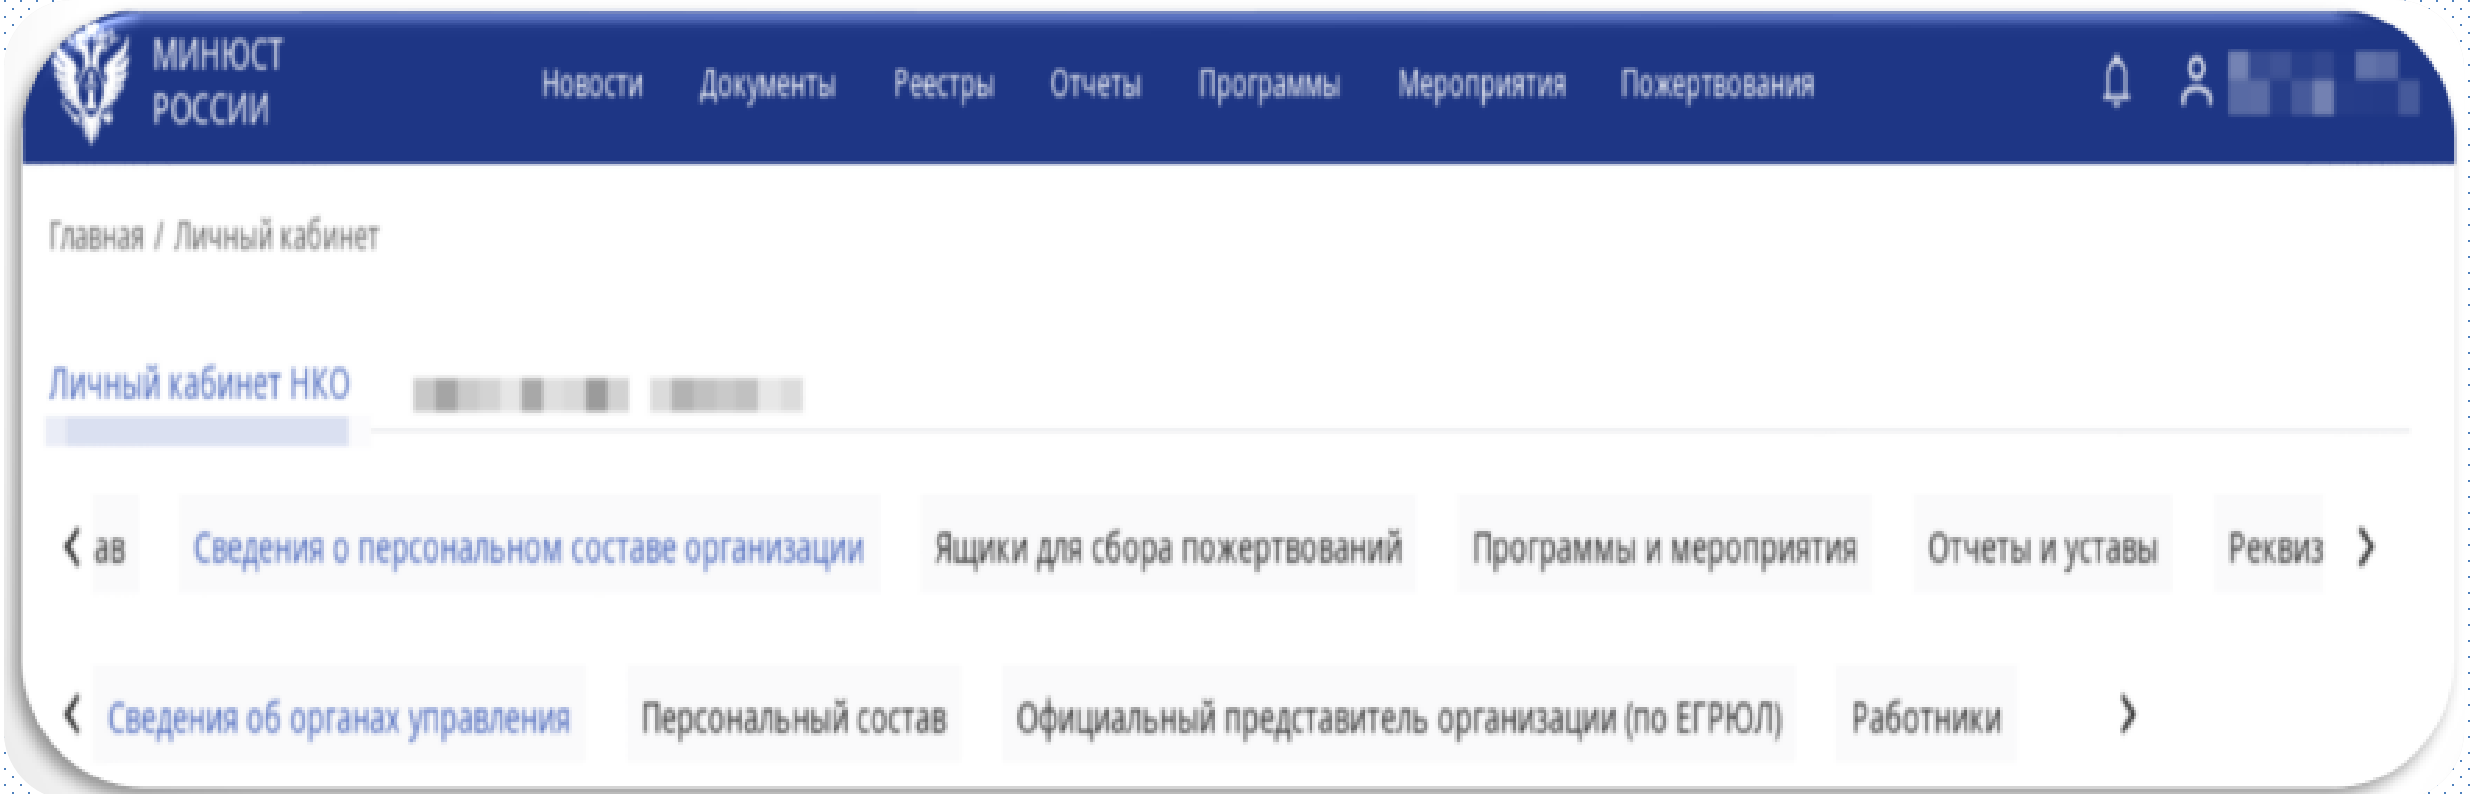 МИНЮСТ
РОССИИ
Новости Документы Реестры Отчеты Программы Мероприятия Пожертвования
Главная / Личный кабинет
Личный кабинет НКО
ав Сведения о персональном составе организации Ящики для сбора пожертвований Программы и мероприятия Отчеты и уставы Реквиз
Сведения об органах управления Персональный состав Официальный представитель организации (по ЕГРЮЛ) Работники